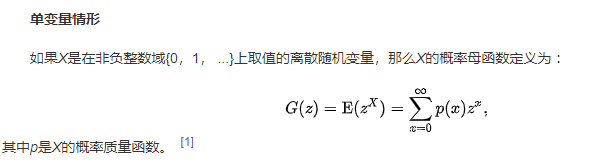 单变量情形
如果X是在非负整数域{0，1， ...}上取值的离散随机变量，那么X的概率母函数定义为：
G(z) = E(z^X) = \sum_{x=0}^{\infty} p(x)z^x,
其中p是X的概率质量函数。 [1]